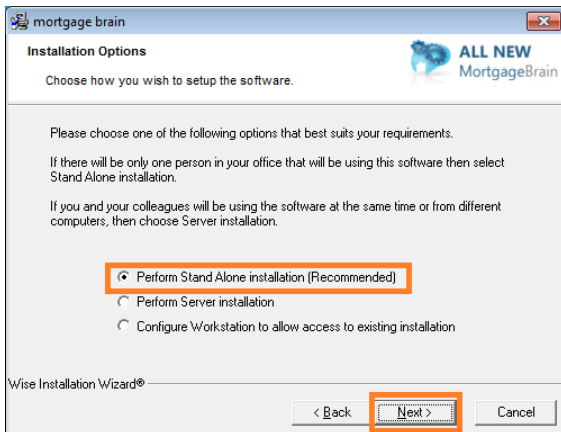 mortgage brain
Installation Options
Choose how you wish to setup the software.
ALL NEW
MortgageBrain
Please choose one of the following options that best suits your requirements.
If there will be only one person in your office that will be using this software then select
Stand Alone installation.
If you and your colleagues will be using the software at the same time or from different
computers, then choose Server installation.
Perform Stand Alone installation (Recommended)
Perform Server installation
Configure Workstation to allow access to existing installation
Wise Installation Wizard®
< Back
Next >
Cancel